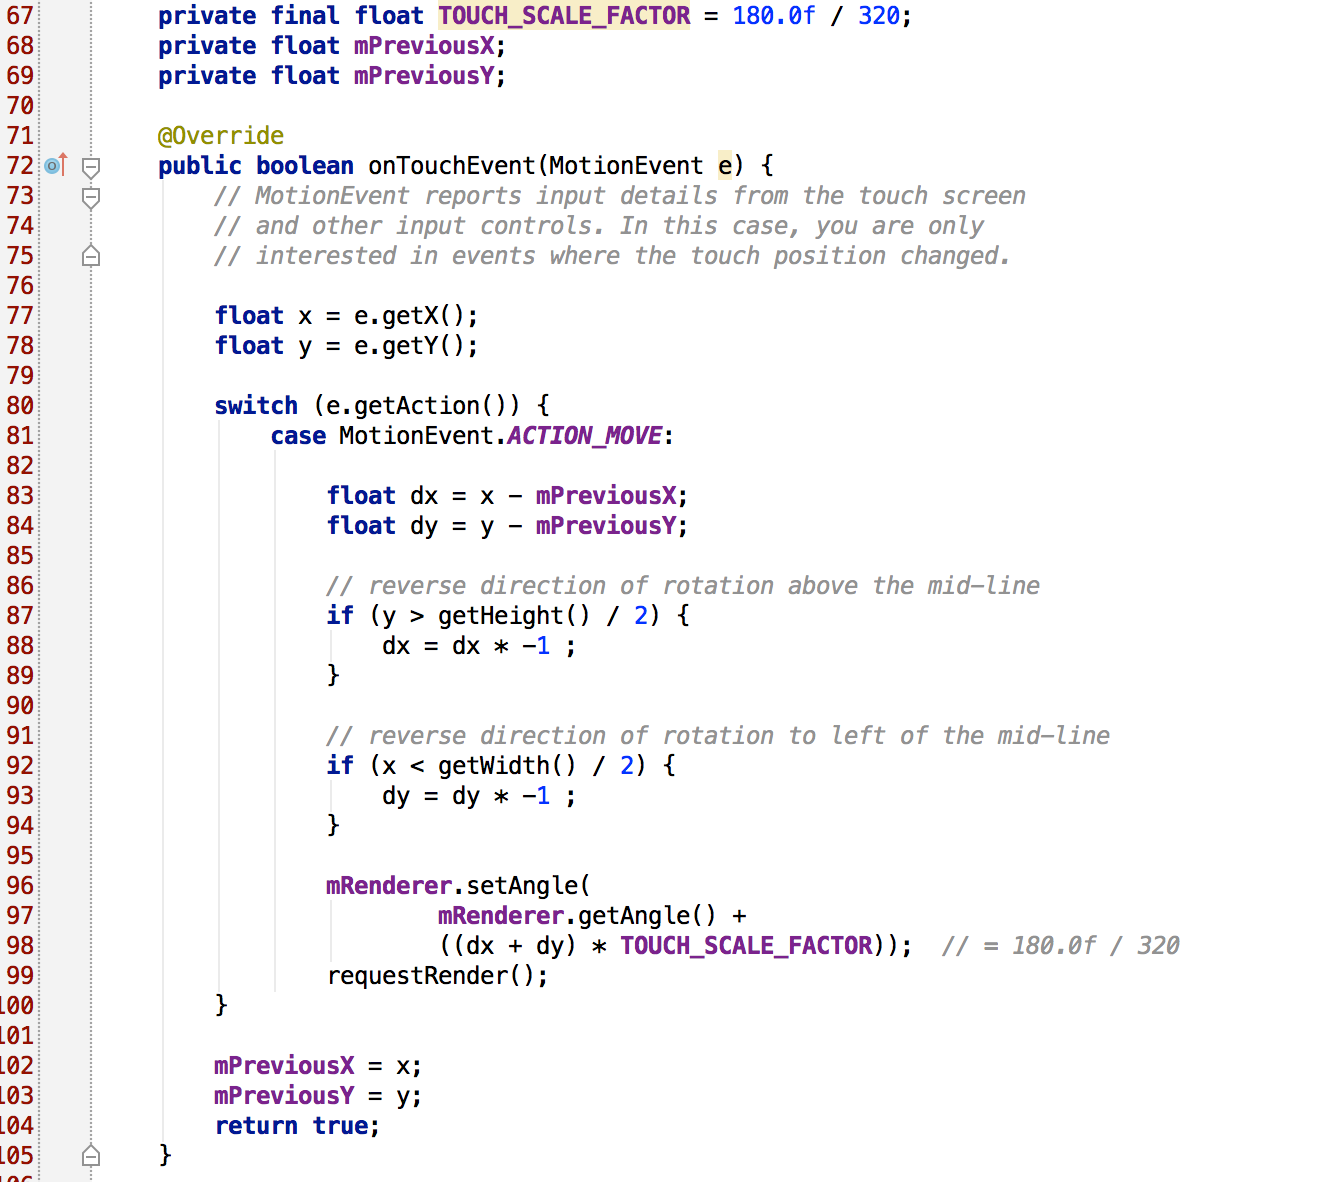 67 private final float TOUCH_SCALE_FACTOR = 180.0f / 320;
68 private float mPreviousX;
69 private float mPreviousY;
70
71 @Override
72 public boolean onTouchEvent(MotionEvent e) {
73 // MotionEvent reports input details from the touch screen
74 // and other input controls. In this case, you are only
75 // interested in events where the touch position changed.
76
77 float x = e.getX();
78 float y = e.getY();
79
80 switch (e.getAction()) {
81 case MotionEvent.ACTION_MOVE:
82
83 float dx = x - mPreviousX;
84 float dy = y - mPreviousY;
85
86 // reverse direction of rotation above the mid-line
87 if (y > getHeight() / 2) {
88 dx = dx * -1 ;
89 }
90
91 // reverse direction of rotation to left of the mid-line
92 if (x < getWidth() / 2) {
93 dy = dy * -1 ;
94 }
95
96 mRenderer.setAngle(
97 mRenderer.getAngle() +
98 ((dx + dy) * TOUCH_SCALE_FACTOR)); // = 180.0f / 320
99 requestRender();
100 }
101
102 mPreviousX = x;
103 mPreviousY = y;
104 return true;
105 }